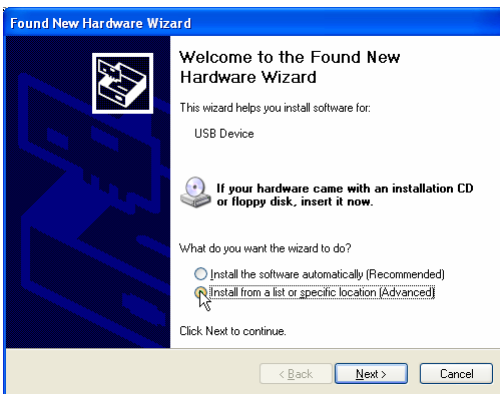 Found New Hardware Wizard
Welcome to the Found New
Hardware Wizard
This wizard helps you install software for:
USB Device
If your hardware came with an installation CD
or floppy disk, insert it now.
What do you want the wizard to do?
Install the software automatically (Recommended)
Install from a list or specific location (Advanced)
Click Next to continue.
< Back
Next >
Cancel